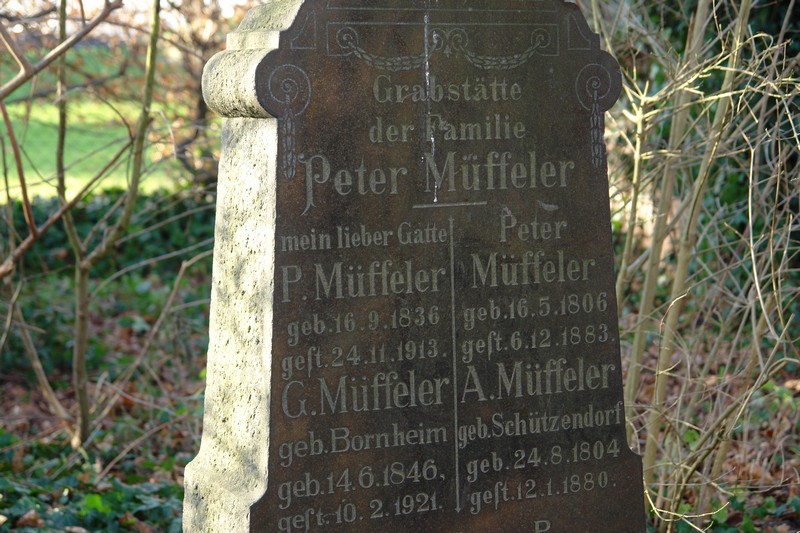 Grabstätte
der Familie
Peter Müffeler
mein lieber Gatte
P. Müffeler
geb. 16. 9. 1836
gest. 24. 11. 1913.
G. Müffeler
geb. Bornheim
geb. 14. 6. 1846,
gest. 10. 2. 1921.
Peter
Müffeler
geb. 16. 5. 1806
gest. 6. 12. 1883.
A. Müffeler
geb. Schützendorf
geb. 24. 8. 1804
gest. 12. 1. 1880.